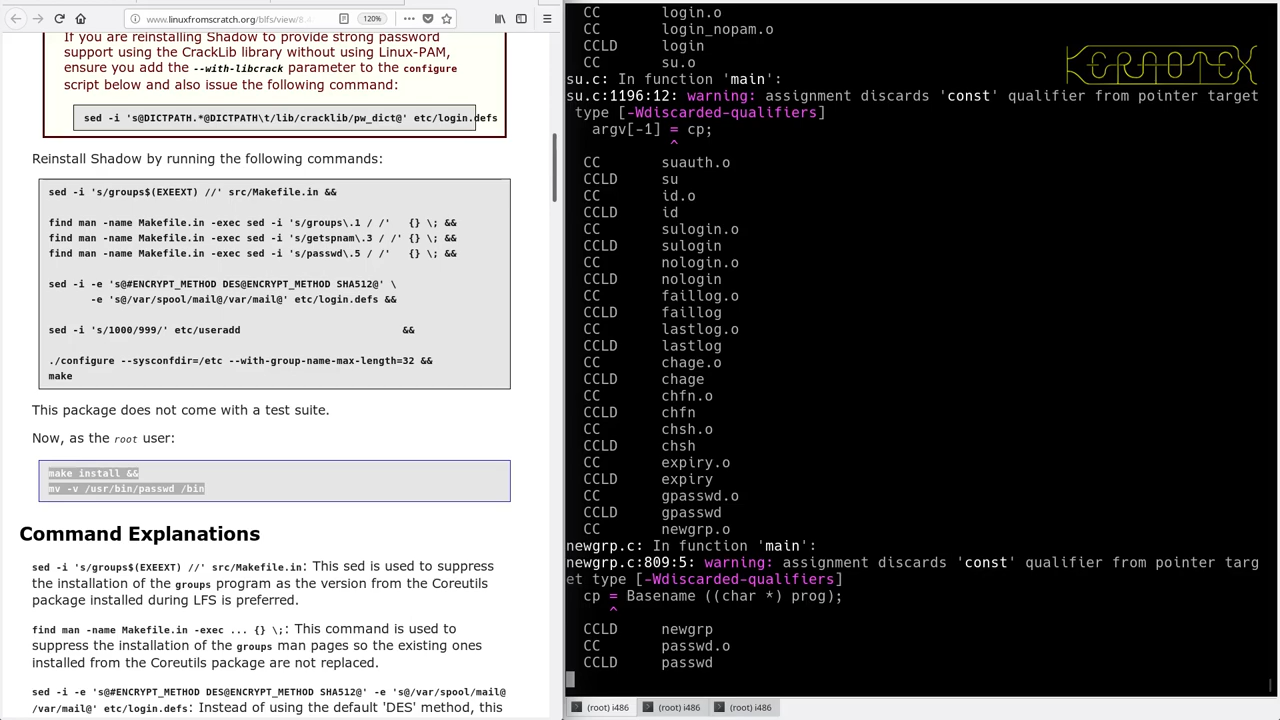 www.linuxfromscratch.org/blfs/view/8.
120%
If you are reinstalling Shadow to provide strong password
support using the CrackLib library without using Linux-PAM,
ensure you add the --with-libcrack parameter to the configure
script below and also issue the following command:
sed -i 's@DICTPATH.*@DICTPATH\t/lib/cracklib/pw_dict@' etc/login.defs
Reinstall Shadow by running the following commands:
sed -i 's/groups$(EXEEXT) //' src/Makefile.in &&
find man -name Makefile.in -exec sed -i 's/groups\.1 / /'   {} \; &&
find man -name Makefile.in -exec sed -i 's/getspnam\.3 / /' {} \; &&
find man -name Makefile.in -exec sed -i 's/passwd\.5 / /'   {} \; &&
sed -i -e 's@#ENCRYPT_METHOD DES@ENCRYPT_METHOD SHA512@' \
-e 's@/var/spool/mail@/var/mail@' etc/login.defs &&
sed -i 's/1000/999/' etc/useradd &&
./configure --sysconfdir=/etc --with-group-name-max-length=32 &&
make
This package does not come with a test suite.
Now, as the root user:
make install &&
mv -v /usr/bin/passwd /bin
Command Explanations
sed -i 's/groups$(EXEEXT) //' src/Makefile.in: This sed is used to suppress
the installation of the groups program as the version from the Coreutils
package installed during LFS is preferred.
find man -name Makefile.in -exec ... {} \;: This command is used to
suppress the installation of the groups man pages so the existing ones
installed from the Coreutils package are not replaced.
sed -i -e 's@#ENCRYPT_METHOD DES@ENCRYPT_METHOD SHA512@' -e 's@/var/spool/mail@
/var/mail@' etc/login.defs: Instead of using the default 'DES' method, this
CC login.o
CC login_nopam.o
CCLD login
CC su.o
su.c: In function 'main':
su.c:1196:12: warning: assignment discards 'const' qualifier from pointer target
type [-Wdiscarded-qualifiers]
argv[-1] = cp;
^
CC suauth.o
CCLD su
CC id.o
CCLD id
CC sulogin.o
CCLD sulogin
CC nologin.o
CCLD nologin
CC faillog.o
CCLD faillog
CC lastlog.o
CCLD lastlog
CC chage.o
CCLD chage
CC chfn.o
CCLD chfn
CC chsh.o
CCLD chsh
CC expiry.o
CCLD expiry
CC gpasswd.o
CCLD gpasswd
CC newgrp.o
newgrp.c: In function 'main':
newgrp.c:809:5: warning: assignment discards 'const' qualifier from pointer targ
et type [-Wdiscarded-qualifiers]
cp = Basename ((char *) prog);
^
CCLD newgrp
CC passwd.o
CCLD passwd
(root) i486
(root) i486
(root) i486